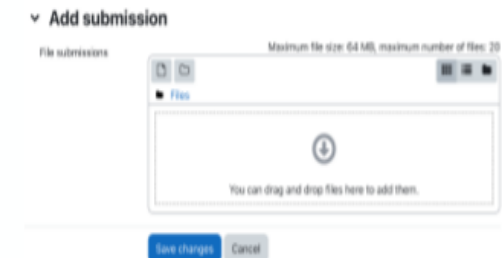 Add submission
File submissions
Maximum file size: 64 MB, maximum number of files: 20
Files
You can drag and drop files here to add them.
Save changes Cancel